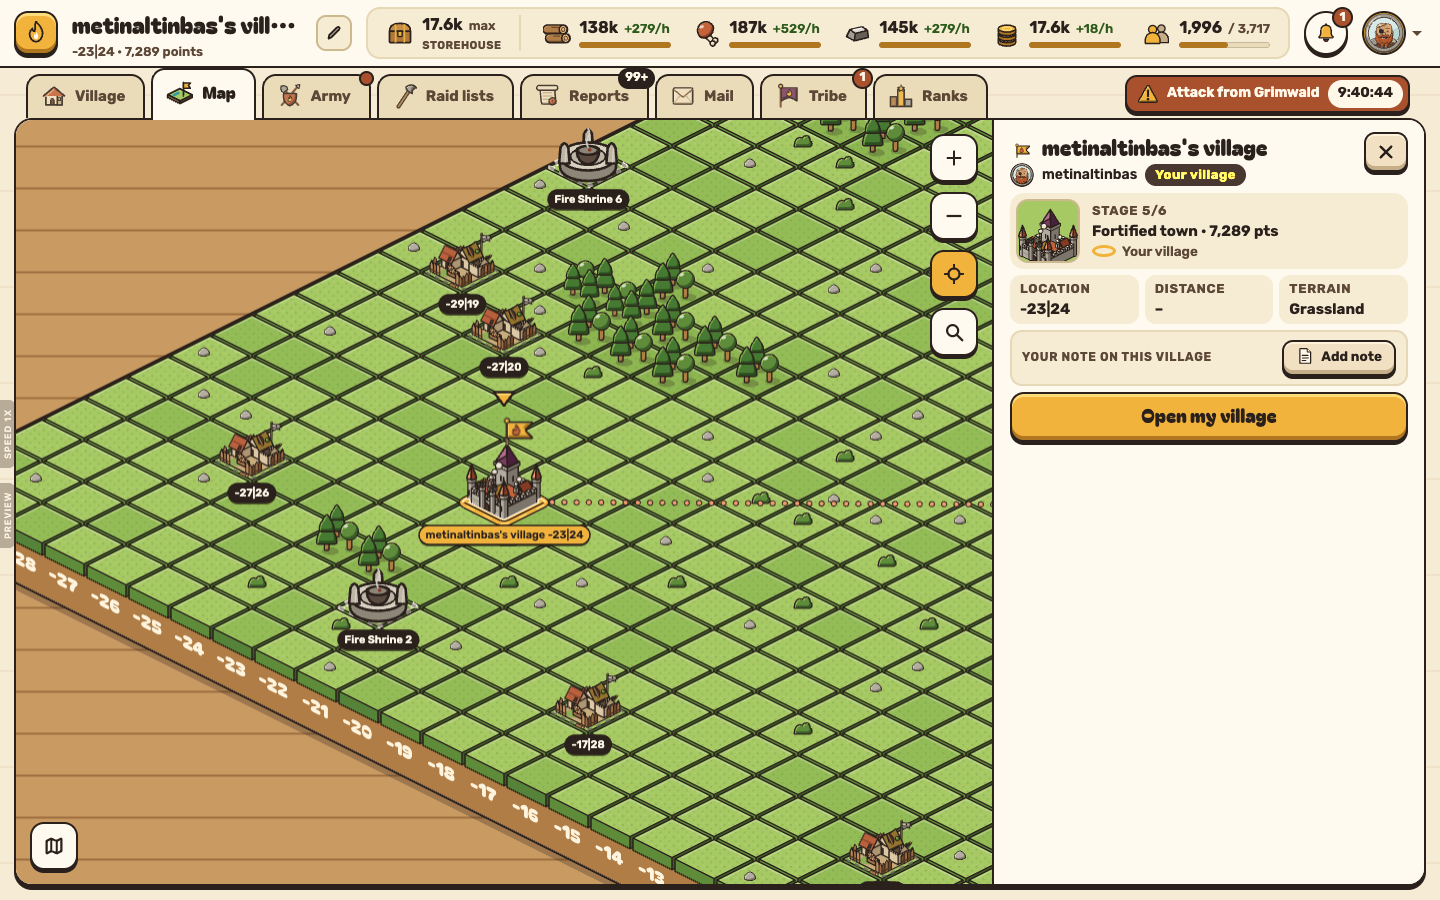 metinaltinbas's vill···
-23|24 · 7,289 points
17.6k max
STOREHOUSE
138k +279/h
187k +529/h
145k +279/h
17.6k +18/h
1,996 / 3,717
1
Village
Map
Army
Raid lists
Reports
99+
Mail
Tribe
1
Ranks
Attack from Grimwald 9:40:44
Fire Shrine 6
-29|19
-27|20
-27|26
metinaltinbas's village -23|24
Fire Shrine 2
-17|28
28
-27
-26
-25
-24
-23
-22
-21
-20
-19
-18
-17
-16
-15
-14
-13
SPEED 1X
PREVIEW
metinaltinbas's village
metinaltinbas Your village
STAGE 5/6
Fortified town · 7,289 pts
Your village
LOCATION
-23|24
DISTANCE
–
TERRAIN
Grassland
YOUR NOTE ON THIS VILLAGE
Add note
Open my village